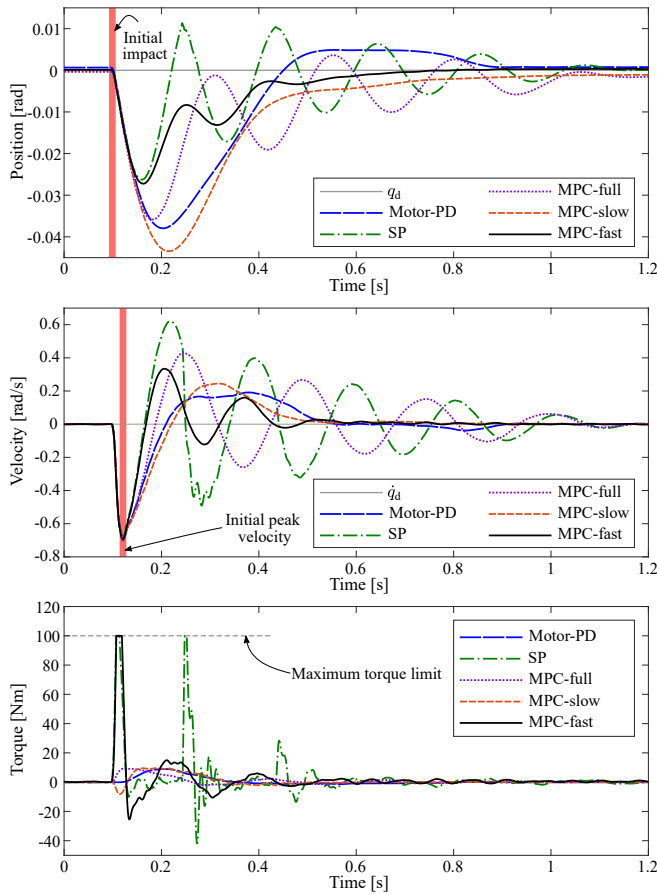 0.01
0
-0.01
-0.02
-0.03
-0.04
Position [rad]
Initial
impact
q_d
Motor-PD
SP
MPC-full
MPC-slow
MPC-fast
0 0.2 0.4 0.6 0.8 1 1.2
Time [s]
0.6
0.4
0.2
0
-0.2
-0.4
-0.6
-0.8
Velocity [rad/s]
Initial peak
velocity
q̇_d
Motor-PD
SP
MPC-full
MPC-slow
MPC-fast
0 0.2 0.4 0.6 0.8 1 1.2
Time [s]
120
100
80
60
40
20
0
-20
-40
Torque [Nm]
Maximum torque limit
Motor-PD
SP
MPC-full
MPC-slow
MPC-fast
0 0.2 0.4 0.6 0.8 1 1.2
Time [s]